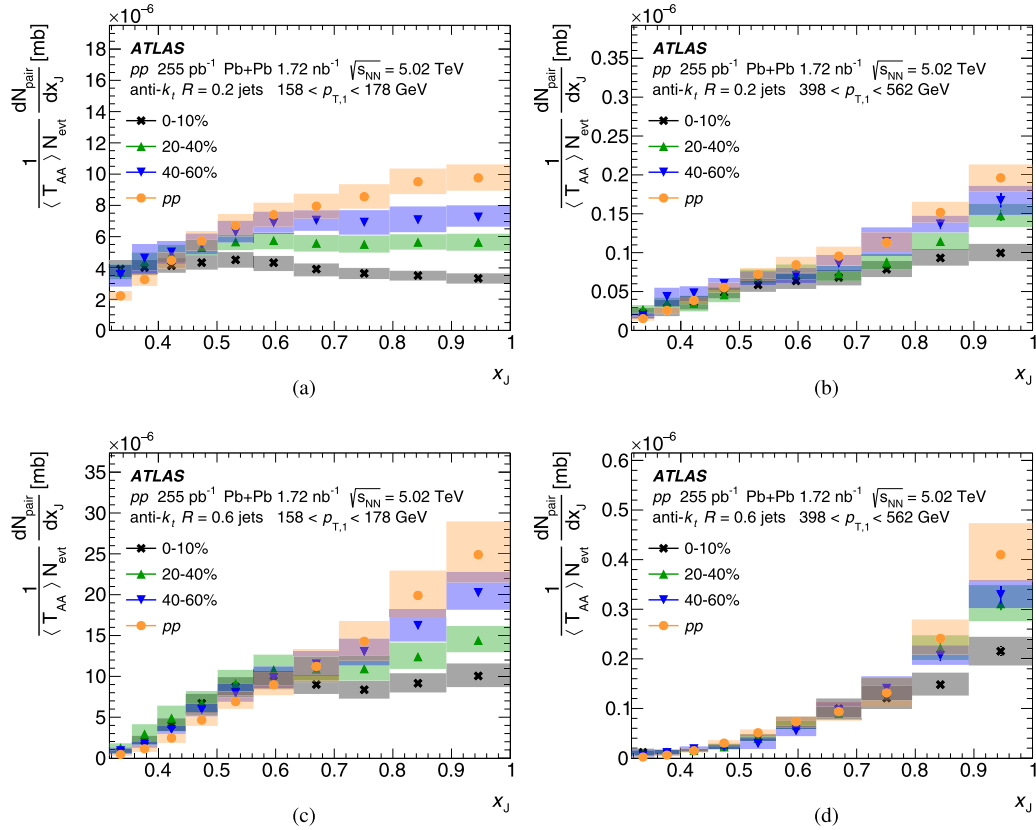 ×10⁻⁶
1/⟨T_AA⟩ N_evt dN_pair/dx_J [mb]
ATLAS
pp 255 pb⁻¹ Pb+Pb 1.72 nb⁻¹ √s_NN = 5.02 TeV
anti-k_t R = 0.2 jets 158 < p_T,1 < 178 GeV
0-10%
20-40%
40-60%
pp
18
16
14
12
10
8
6
4
2
0
0.4 0.5 0.6 0.7 0.8 0.9 1
x_J
(a)
×10⁻⁶
1/⟨T_AA⟩ N_evt dN_pair/dx_J [mb]
ATLAS
pp 255 pb⁻¹ Pb+Pb 1.72 nb⁻¹ √s_NN = 5.02 TeV
anti-k_t R = 0.2 jets 398 < p_T,1 < 562 GeV
0-10%
20-40%
40-60%
pp
0.35
0.3
0.25
0.2
0.15
0.1
0.05
0
0.4 0.5 0.6 0.7 0.8 0.9 1
x_J
(b)
×10⁻⁶
1/⟨T_AA⟩ N_evt dN_pair/dx_J [mb]
ATLAS
pp 255 pb⁻¹ Pb+Pb 1.72 nb⁻¹ √s_NN = 5.02 TeV
anti-k_t R = 0.6 jets 158 < p_T,1 < 178 GeV
0-10%
20-40%
40-60%
pp
35
30
25
20
15
10
5
0
0.4 0.5 0.6 0.7 0.8 0.9 1
x_J
(c)
×10⁻⁶
1/⟨T_AA⟩ N_evt dN_pair/dx_J [mb]
ATLAS
pp 255 pb⁻¹ Pb+Pb 1.72 nb⁻¹ √s_NN = 5.02 TeV
anti-k_t R = 0.6 jets 398 < p_T,1 < 562 GeV
0-10%
20-40%
40-60%
pp
0.6
0.5
0.4
0.3
0.2
0.1
0
0.4 0.5 0.6 0.7 0.8 0.9 1
x_J
(d)